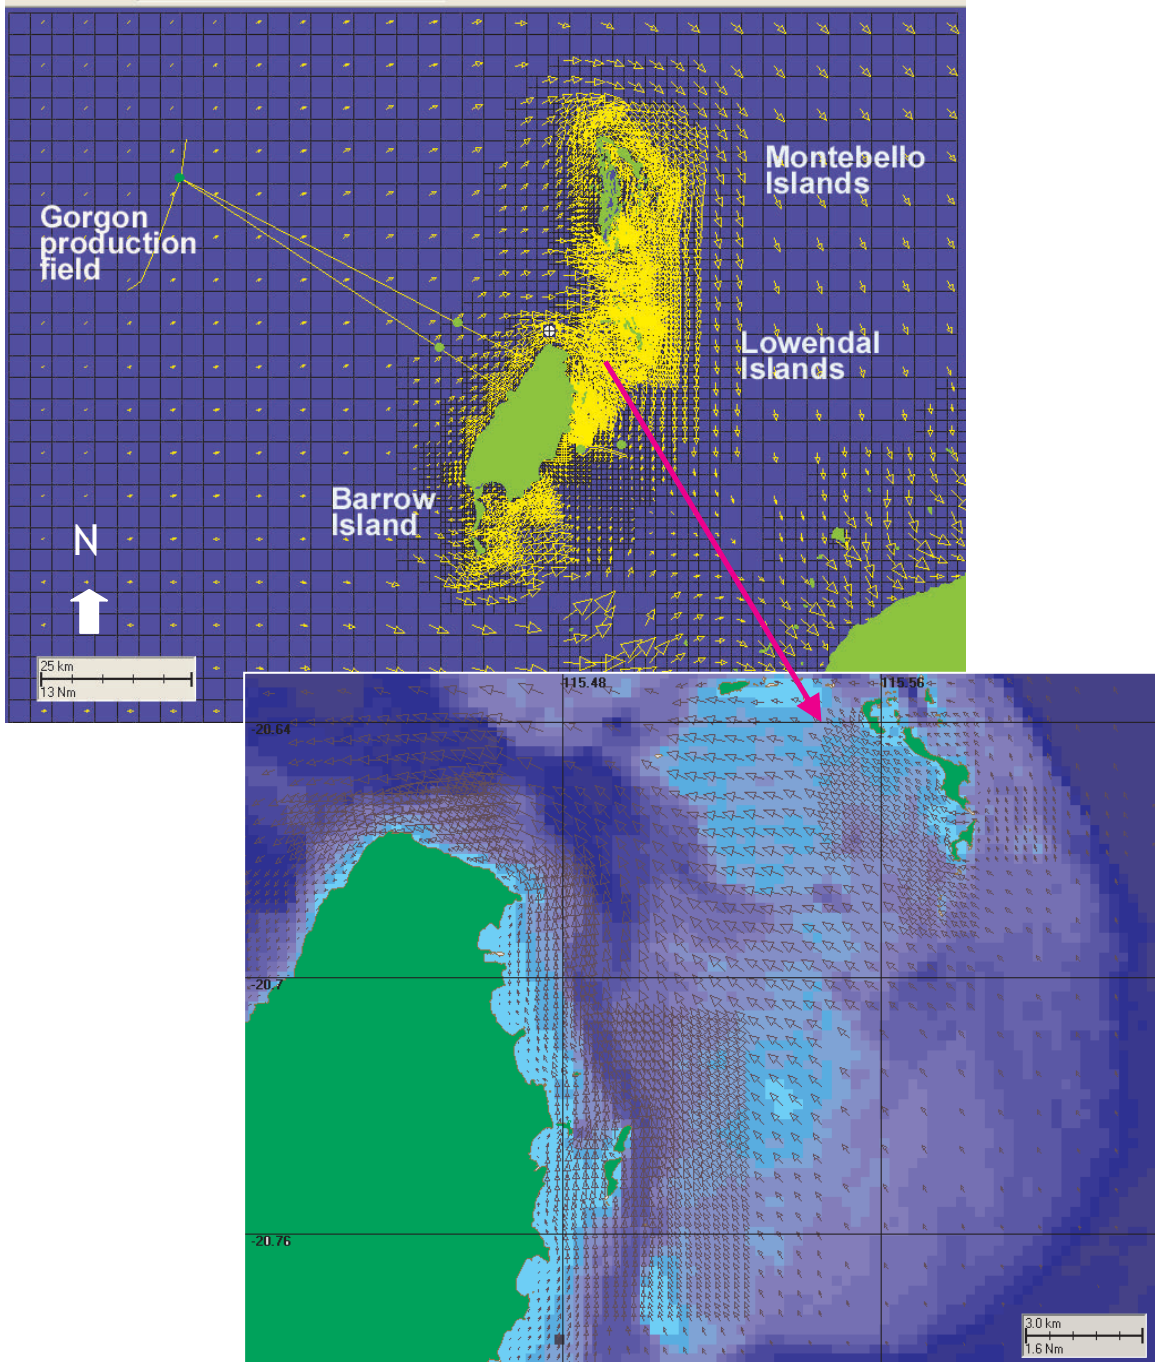 Montebello
Islands
Gorgon
production
field
Lowendal
Islands
Barrow
Island
N
25 km
13 Nm
115.48
115.56
-20.64
-20.7
-20.76
3.0 km
1.6 Nm